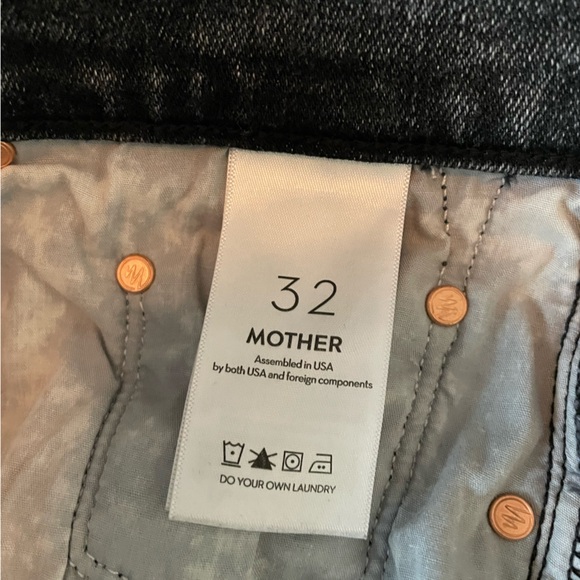 32
MOTHER
Assembled in USA
by both USA and foreign components
DO YOUR OWN LAUNDRY